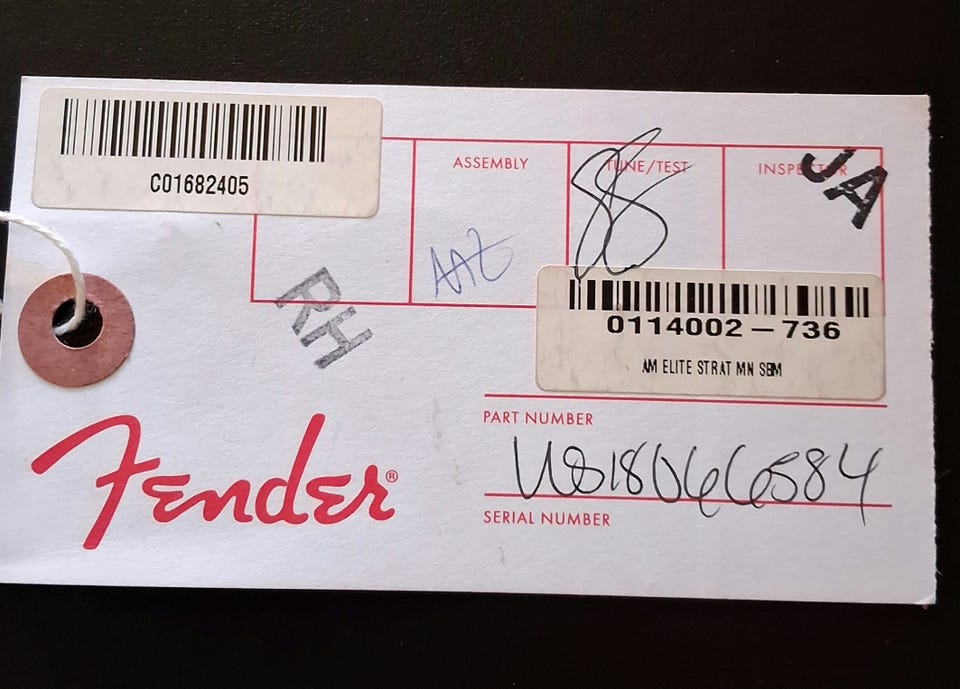 C01682405
ASSEMBLY
TUNE/TEST
JA
RH
0114002-736
AM ELITE STRAT MN SBM
PART NUMBER
US18066584
SERIAL NUMBER
Fender®